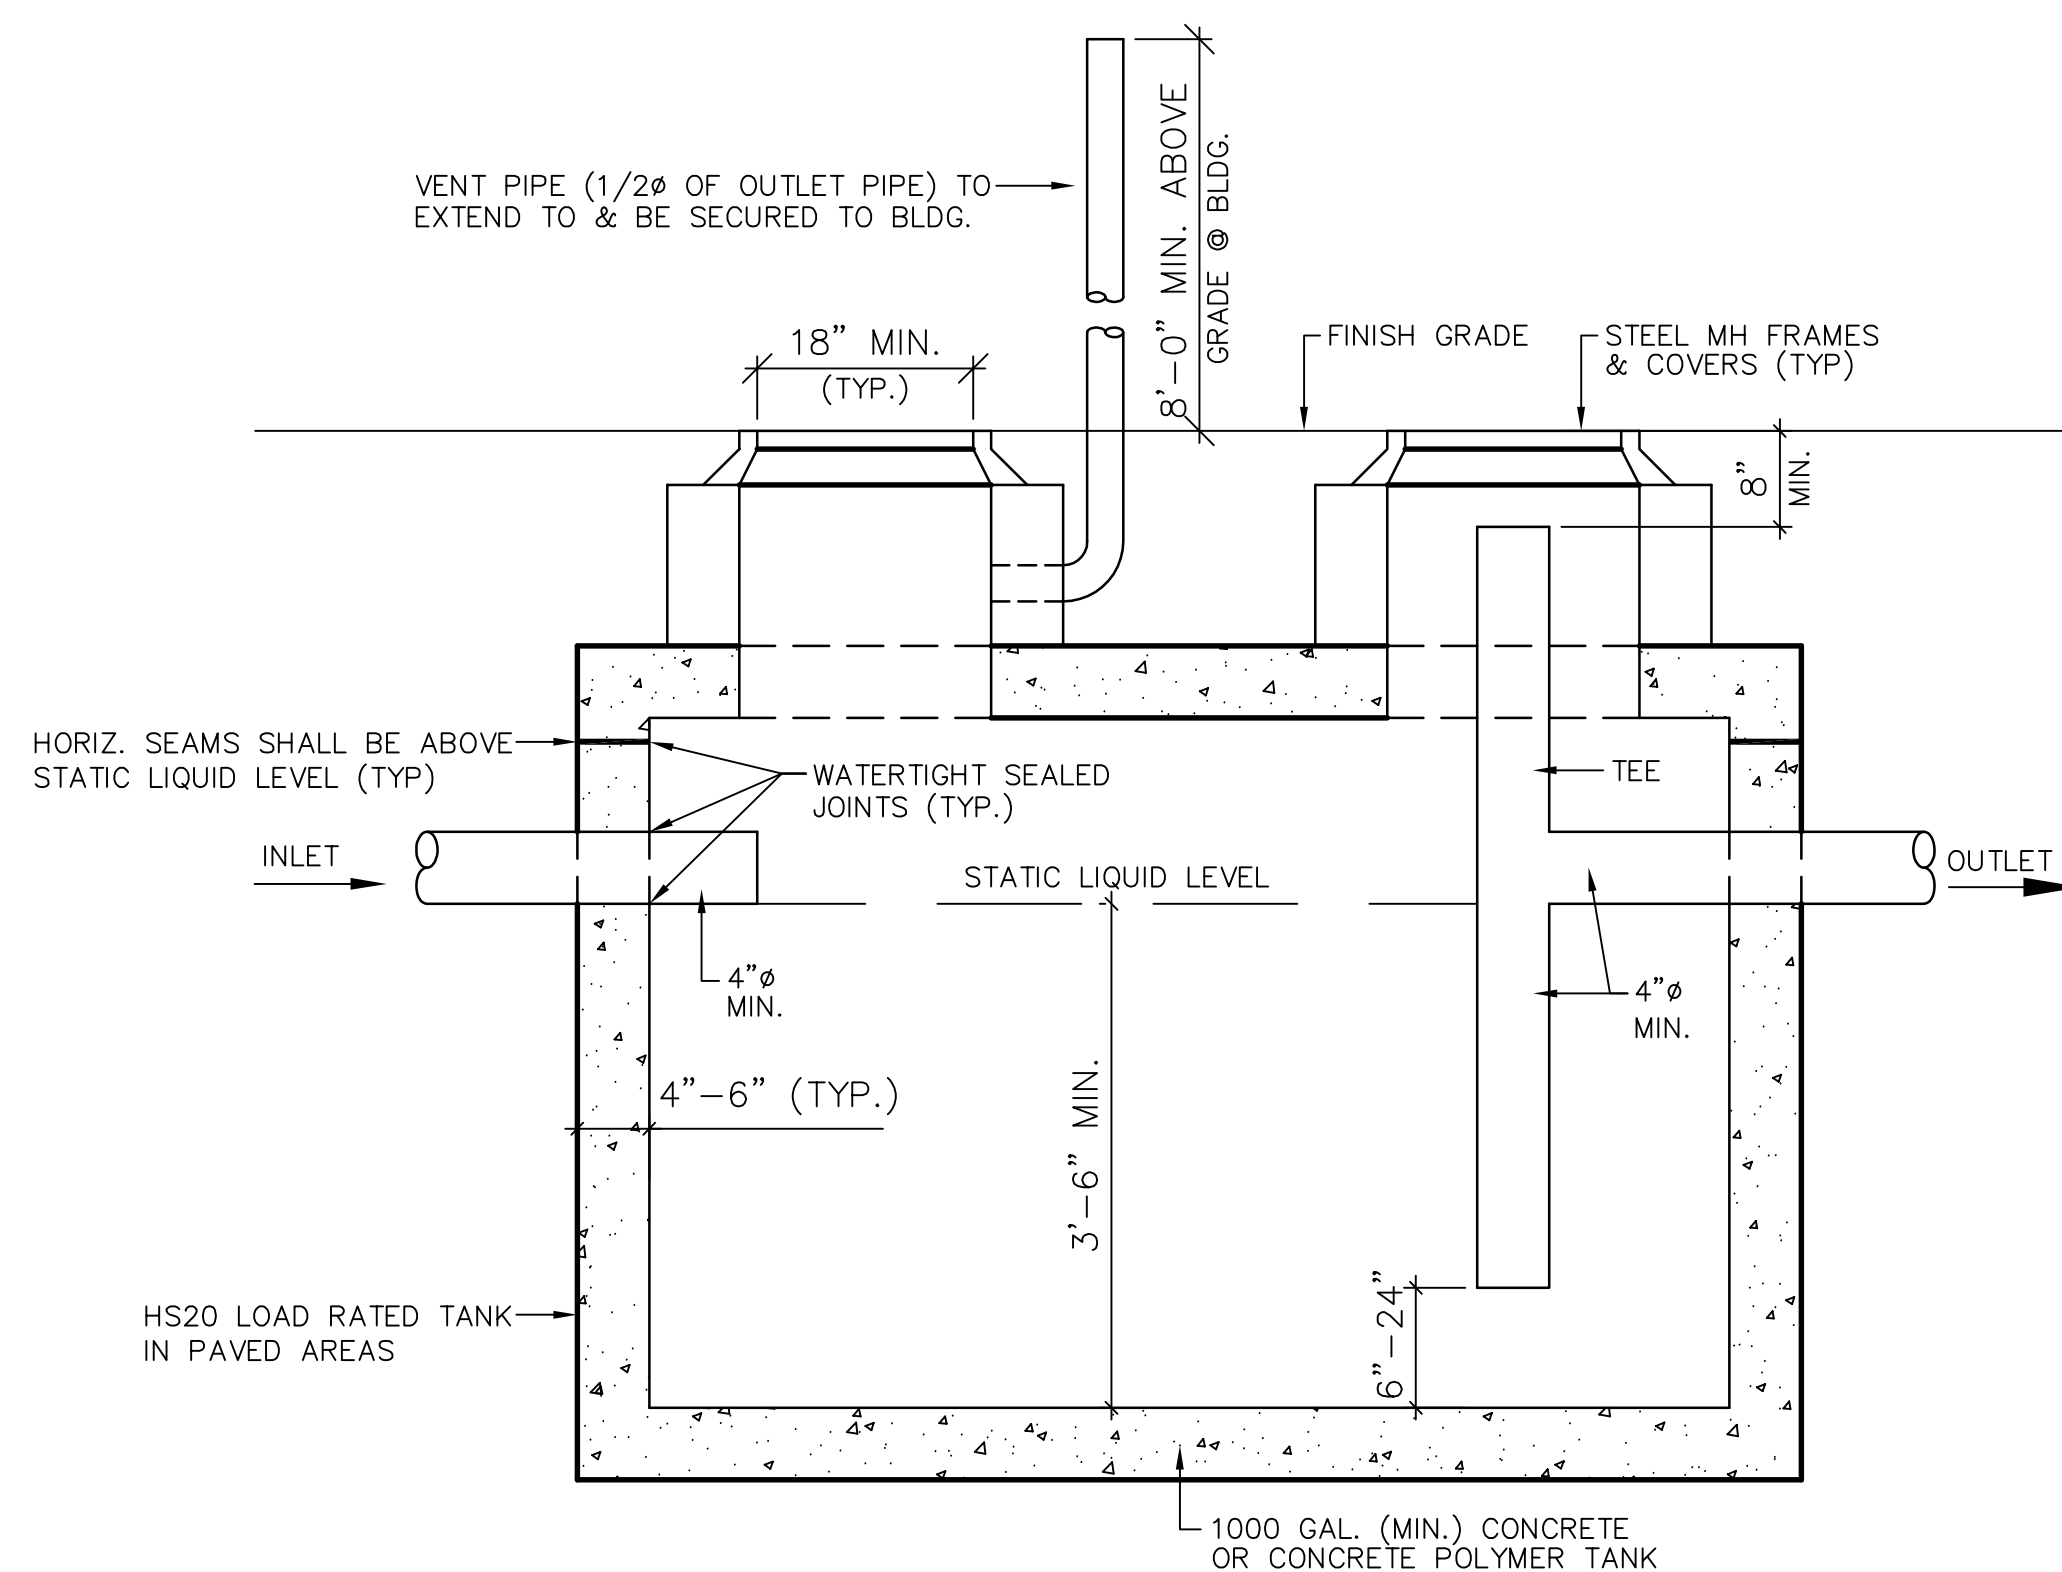 8'-0" MIN. ABOVE
GRADE @ BLDG.
VENT PIPE (1/2ø OF OUTLET PIPE) TO
EXTEND TO & BE SECURED TO BLDG.
18" MIN.
(TYP.)
FINISH GRADE
STEEL MH FRAMES
& COVERS (TYP)
8"
MIN.
HORIZ. SEAMS SHALL BE ABOVE
STATIC LIQUID LEVEL (TYP)
WATERTIGHT SEALED
JOINTS (TYP.)
TEE
INLET
STATIC LIQUID LEVEL
OUTLET
4"ø
MIN.
4"ø
MIN.
4"-6" (TYP.)
3'-6" MIN.
6"-24"
HS20 LOAD RATED TANK
IN PAVED AREAS
1000 GAL. (MIN.) CONCRETE
OR CONCRETE POLYMER TANK